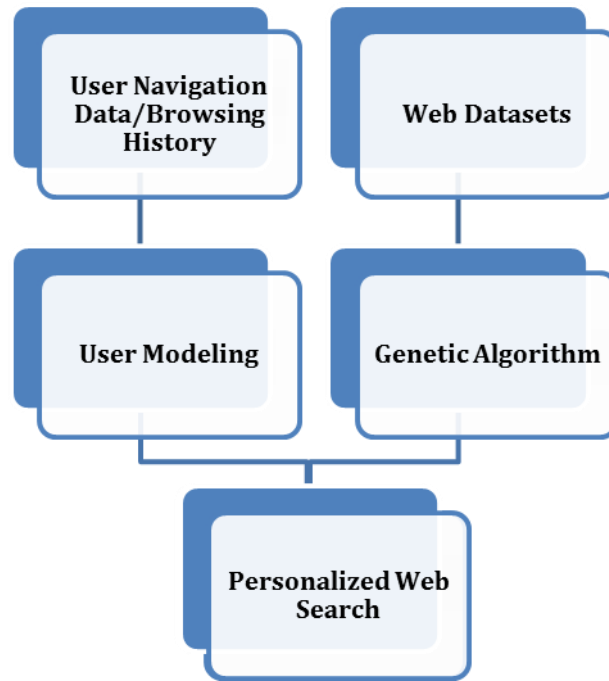 User Navigation
Data/Browsing
History
Web Datasets
User Modeling
Genetic Algorithm
Personalized Web
Search